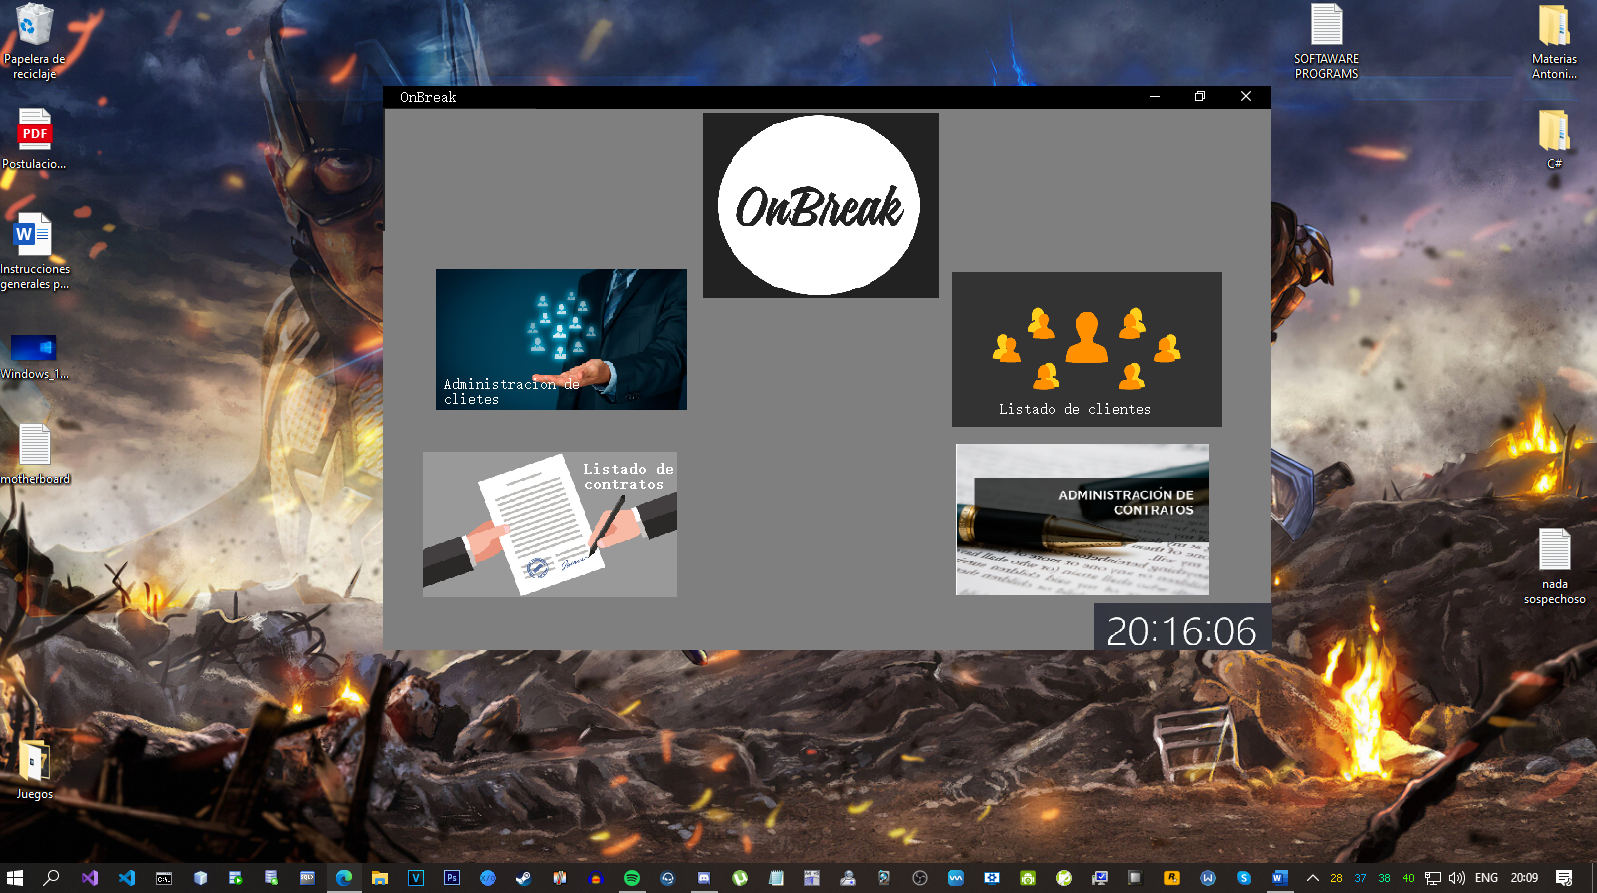 Papelera de
reciclaje
PDF
Postulacio...
W
Instrucciones
generales p...
Windows_1...
motherboard
Juegos
SOFTAWARE
PROGRAMS
Materias
Antoni...
C#
nada
sospechoso
OnBreak
OnBreak
Administracion de
clietes
Listado de clientes
Listado de
contratos
ADMINISTRACIÓN DE
CONTRATOS
20:16:06
28 37 38 40 ENG 20:09